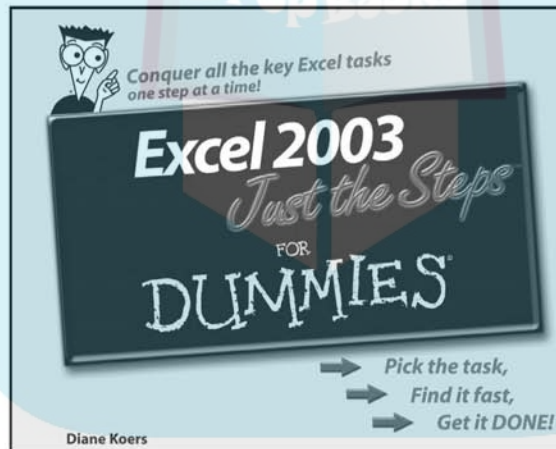 Conquer all the key Excel tasks
one step at a time!
Excel 2003
Just the Steps™
FOR
DUMMIES®
Pick the task,
Find it fast,
Get it DONE!
Diane Koers